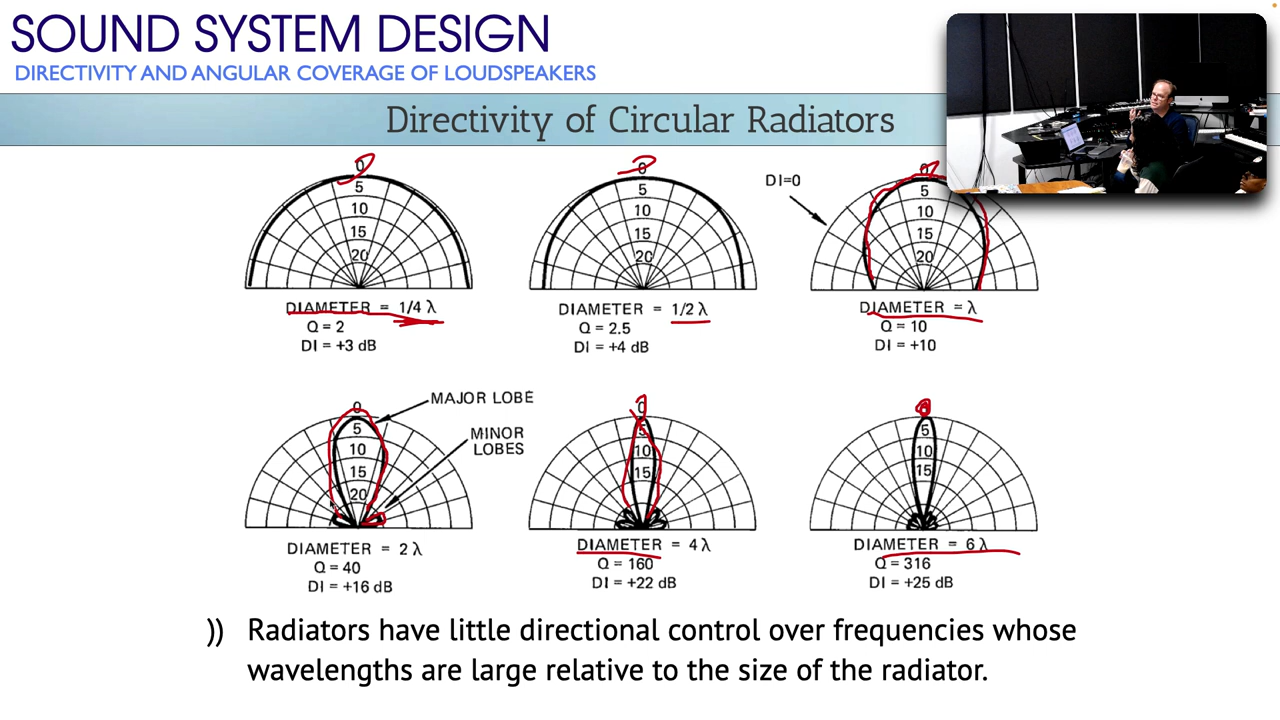 SOUND SYSTEM DESIGN
DIRECTIVITY AND ANGULAR COVERAGE OF LOUDSPEAKERS
Directivity of Circular Radiators
0
5
10
15
20
DIAMETER = 1/4 λ
Q = 2
DI = +3 dB
0
5
10
15
20
DIAMETER = 1/2 λ
Q = 2.5
DI = +4 dB
DI=0
0
5
10
15
20
DIAMETER = λ
Q = 10
DI = +10
MAJOR LOBE
MINOR
LOBES
0
5
10
15
20
DIAMETER = 2 λ
Q = 40
DI = +16 dB
0
5
10
15
DIAMETER = 4λ
Q = 160
DI = +22 dB
0
5
10
15
DIAMETER = 6λ
Q = 316
DI = +25 dB
)) Radiators have little directional control over frequencies whose
wavelengths are large relative to the size of the radiator.